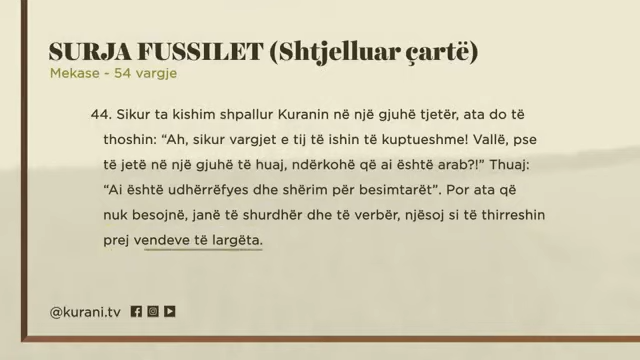 SURJA FUSSILET (Shtjelluar çartë)
Mekase - 54 vargje
44. Sikur ta kishim shpallur Kuranin në një gjuhë tjetër, ata do të
thoshin: “Ah, sikur vargjet e tij të ishin të kuptueshme! Vallë, pse
të jetë në një gjuhë të huaj, ndërkohë që ai është arab?!” Thuaj:
“Ai është udhërrëfyes dhe shërim për besimtarët”. Por ata që
nuk besojnë, janë të shurdhër dhe të verbër, njësoj si të thirreshin
prej vendeve të largëta.
@kurani.tv